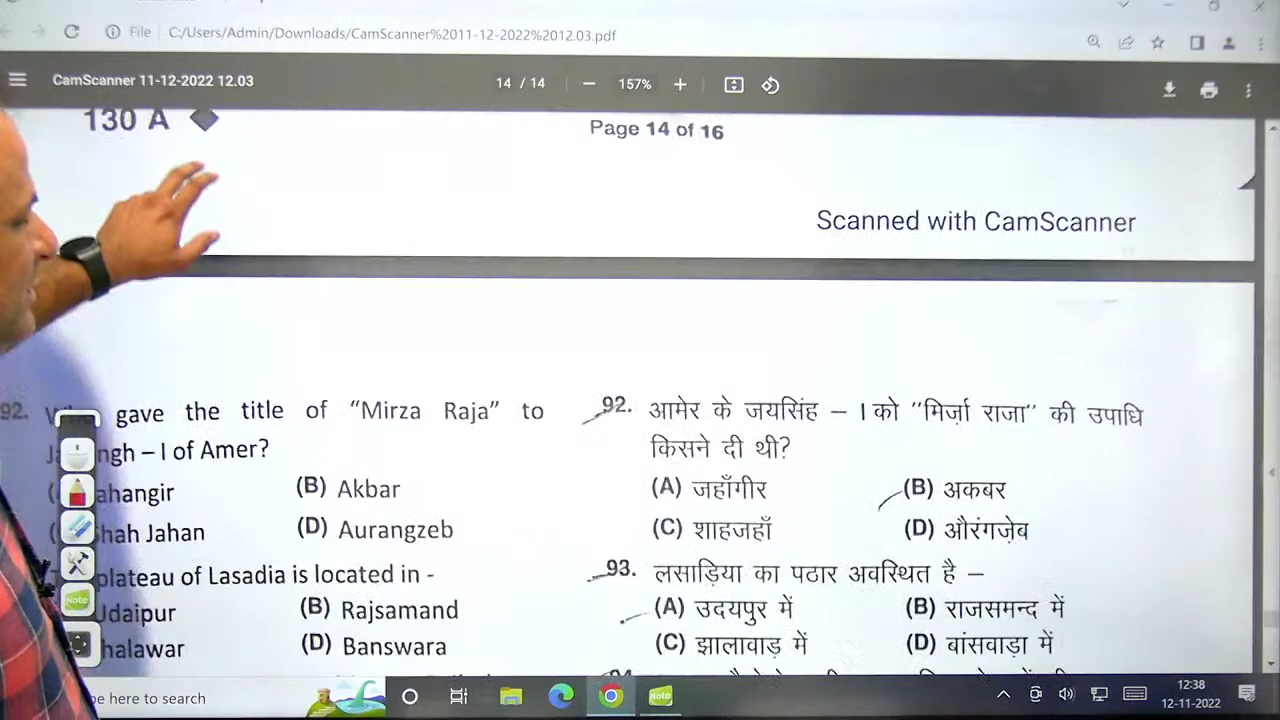 File C:/Users/Admin/Downloads/CamScanner%2011-12-2022%2012.03.pdf
CamScanner 11-12-2022 12.03
14 / 14
157%
130 A
Page 14 of 16
Scanned with CamScanner
92. gave the title of "Mirza Raja" to
ngh – I of Amer?
ahangir (B) Akbar
hah Jahan (D) Aurangzeb
plateau of Lasadia is located in -
Udaipur (B) Rajsamand
halawar (D) Banswara
92. आमेर के जयसिंह – I को "मिर्ज़ा राजा" की उपाधि
किसने दी थी?
(A) जहाँगीर (B) अकबर
(C) शाहजहाँ (D) औरंगज़ेब
93. लसाड़िया का पठार अवस्थित है –
(A) उदयपुर में (B) राजसमन्द में
(C) झालावाड़ में (D) बांसवाड़ा में
Note
be here to search
Note
12:38
12-11-2022